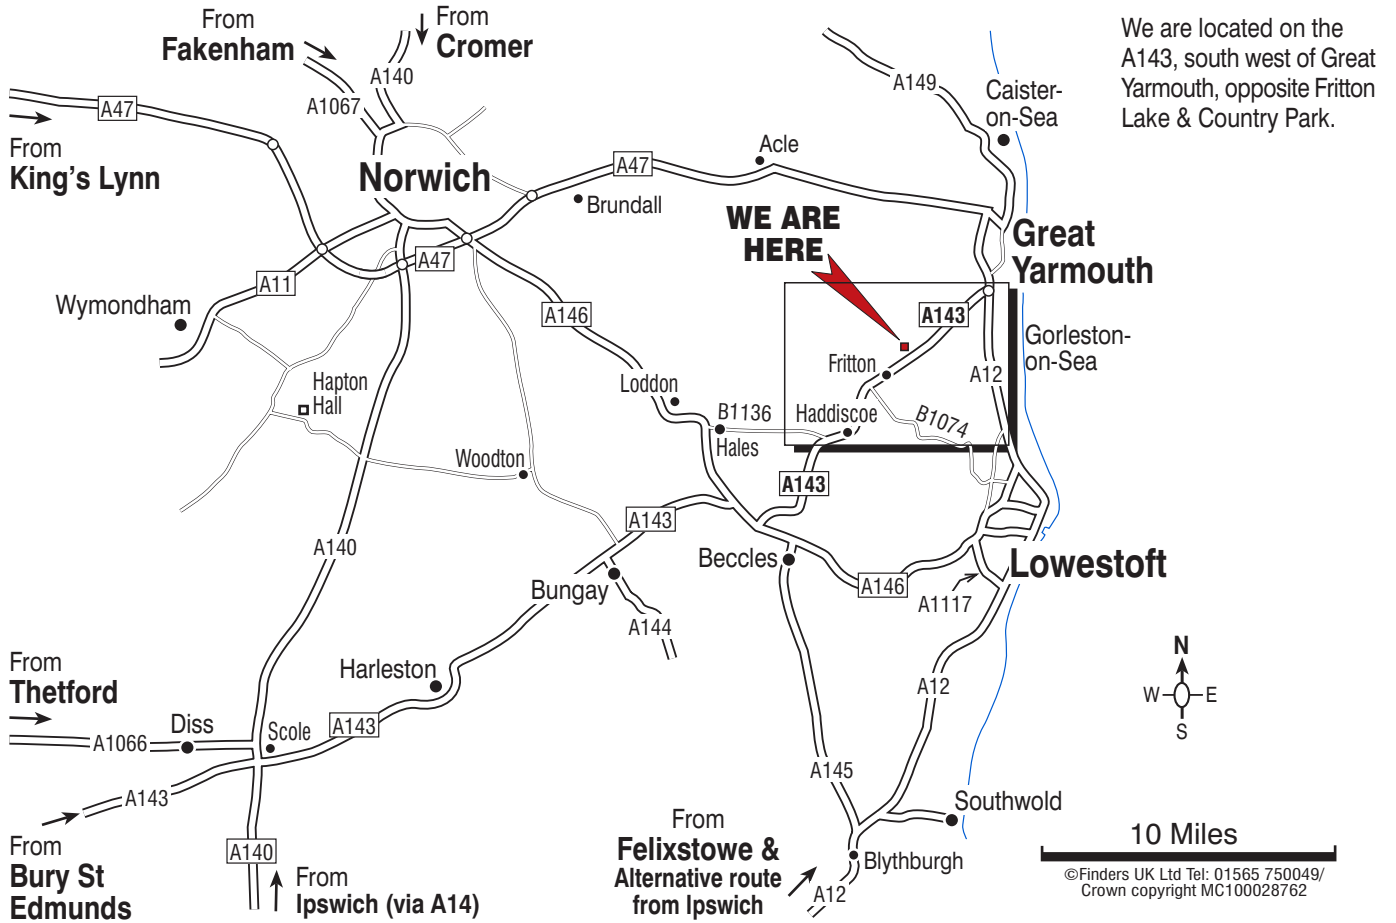 From
Fakenham
From
Cromer
We are located on the
A143, south west of Great
Yarmouth, opposite Fritton
Lake & Country Park.
A140
A1067
A149
Caister-
on-Sea
A47
From
King's Lynn
Norwich
A47
Acle
Brundall
WE ARE
HERE
Great
Yarmouth
A47
A11
Wymondham
A146
A143
Gorleston-
on-Sea
Fritton
A12
Hapton
Hall
Loddon
B1136
Haddiscoe
B1074
Hales
Woodton
A143
A143
A140
Beccles
Lowestoft
Bungay
A146
A1117
A144
From
Thetford
Harleston
A12
N
W
E
S
Diss
Scole
A143
A1066
A143
A145
Southwold
From
Bury St
Edmunds
A140
From
Ipswich (via A14)
From
Felixstowe &
Alternative route
from Ipswich
Blythburgh
A12
10 Miles
©Finders UK Ltd Tel: 01565 750049/
Crown copyright MC100028762